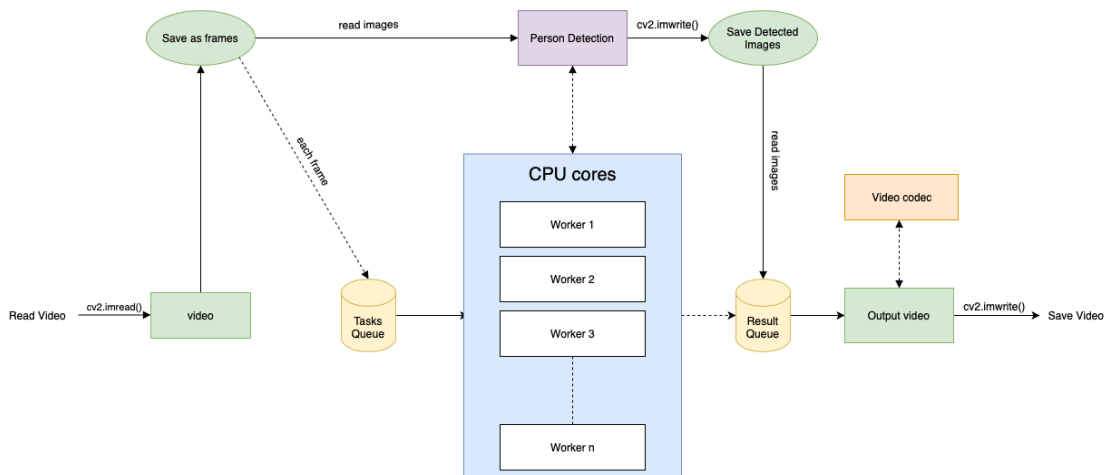 Save as frames
read images
Person Detection
cv2.imwrite()
Save Detected
Images
each frame
read images
CPU cores
Worker 1
Worker 2
Worker 3
Worker n
Video codec
Read Video
cv2.imread()
video
Tasks
Queue
Result
Queue
Output video
cv2.imwrite()
Save Video